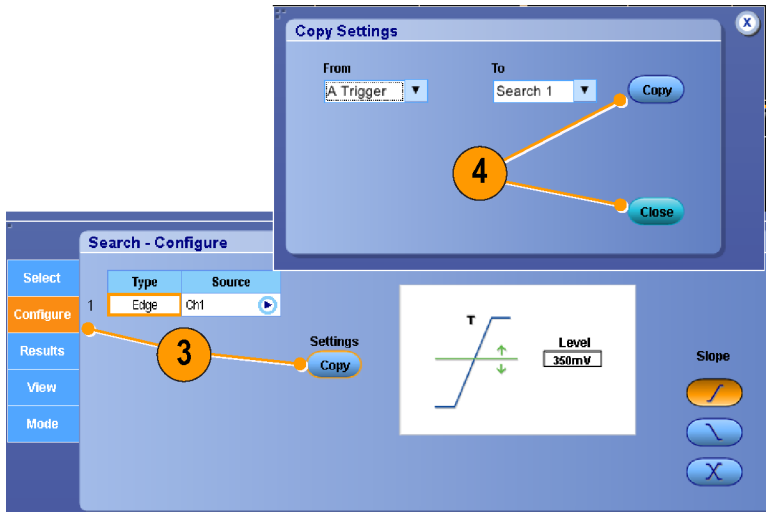 Copy Settings
X
From
To
A Trigger
Search 1
Copy
4
Close
Search - Configure
Select
Type
Source
Configure
1
Edge
Ch1
T
Level
350mV
Results
3
Settings
Copy
Slope
View
Mode